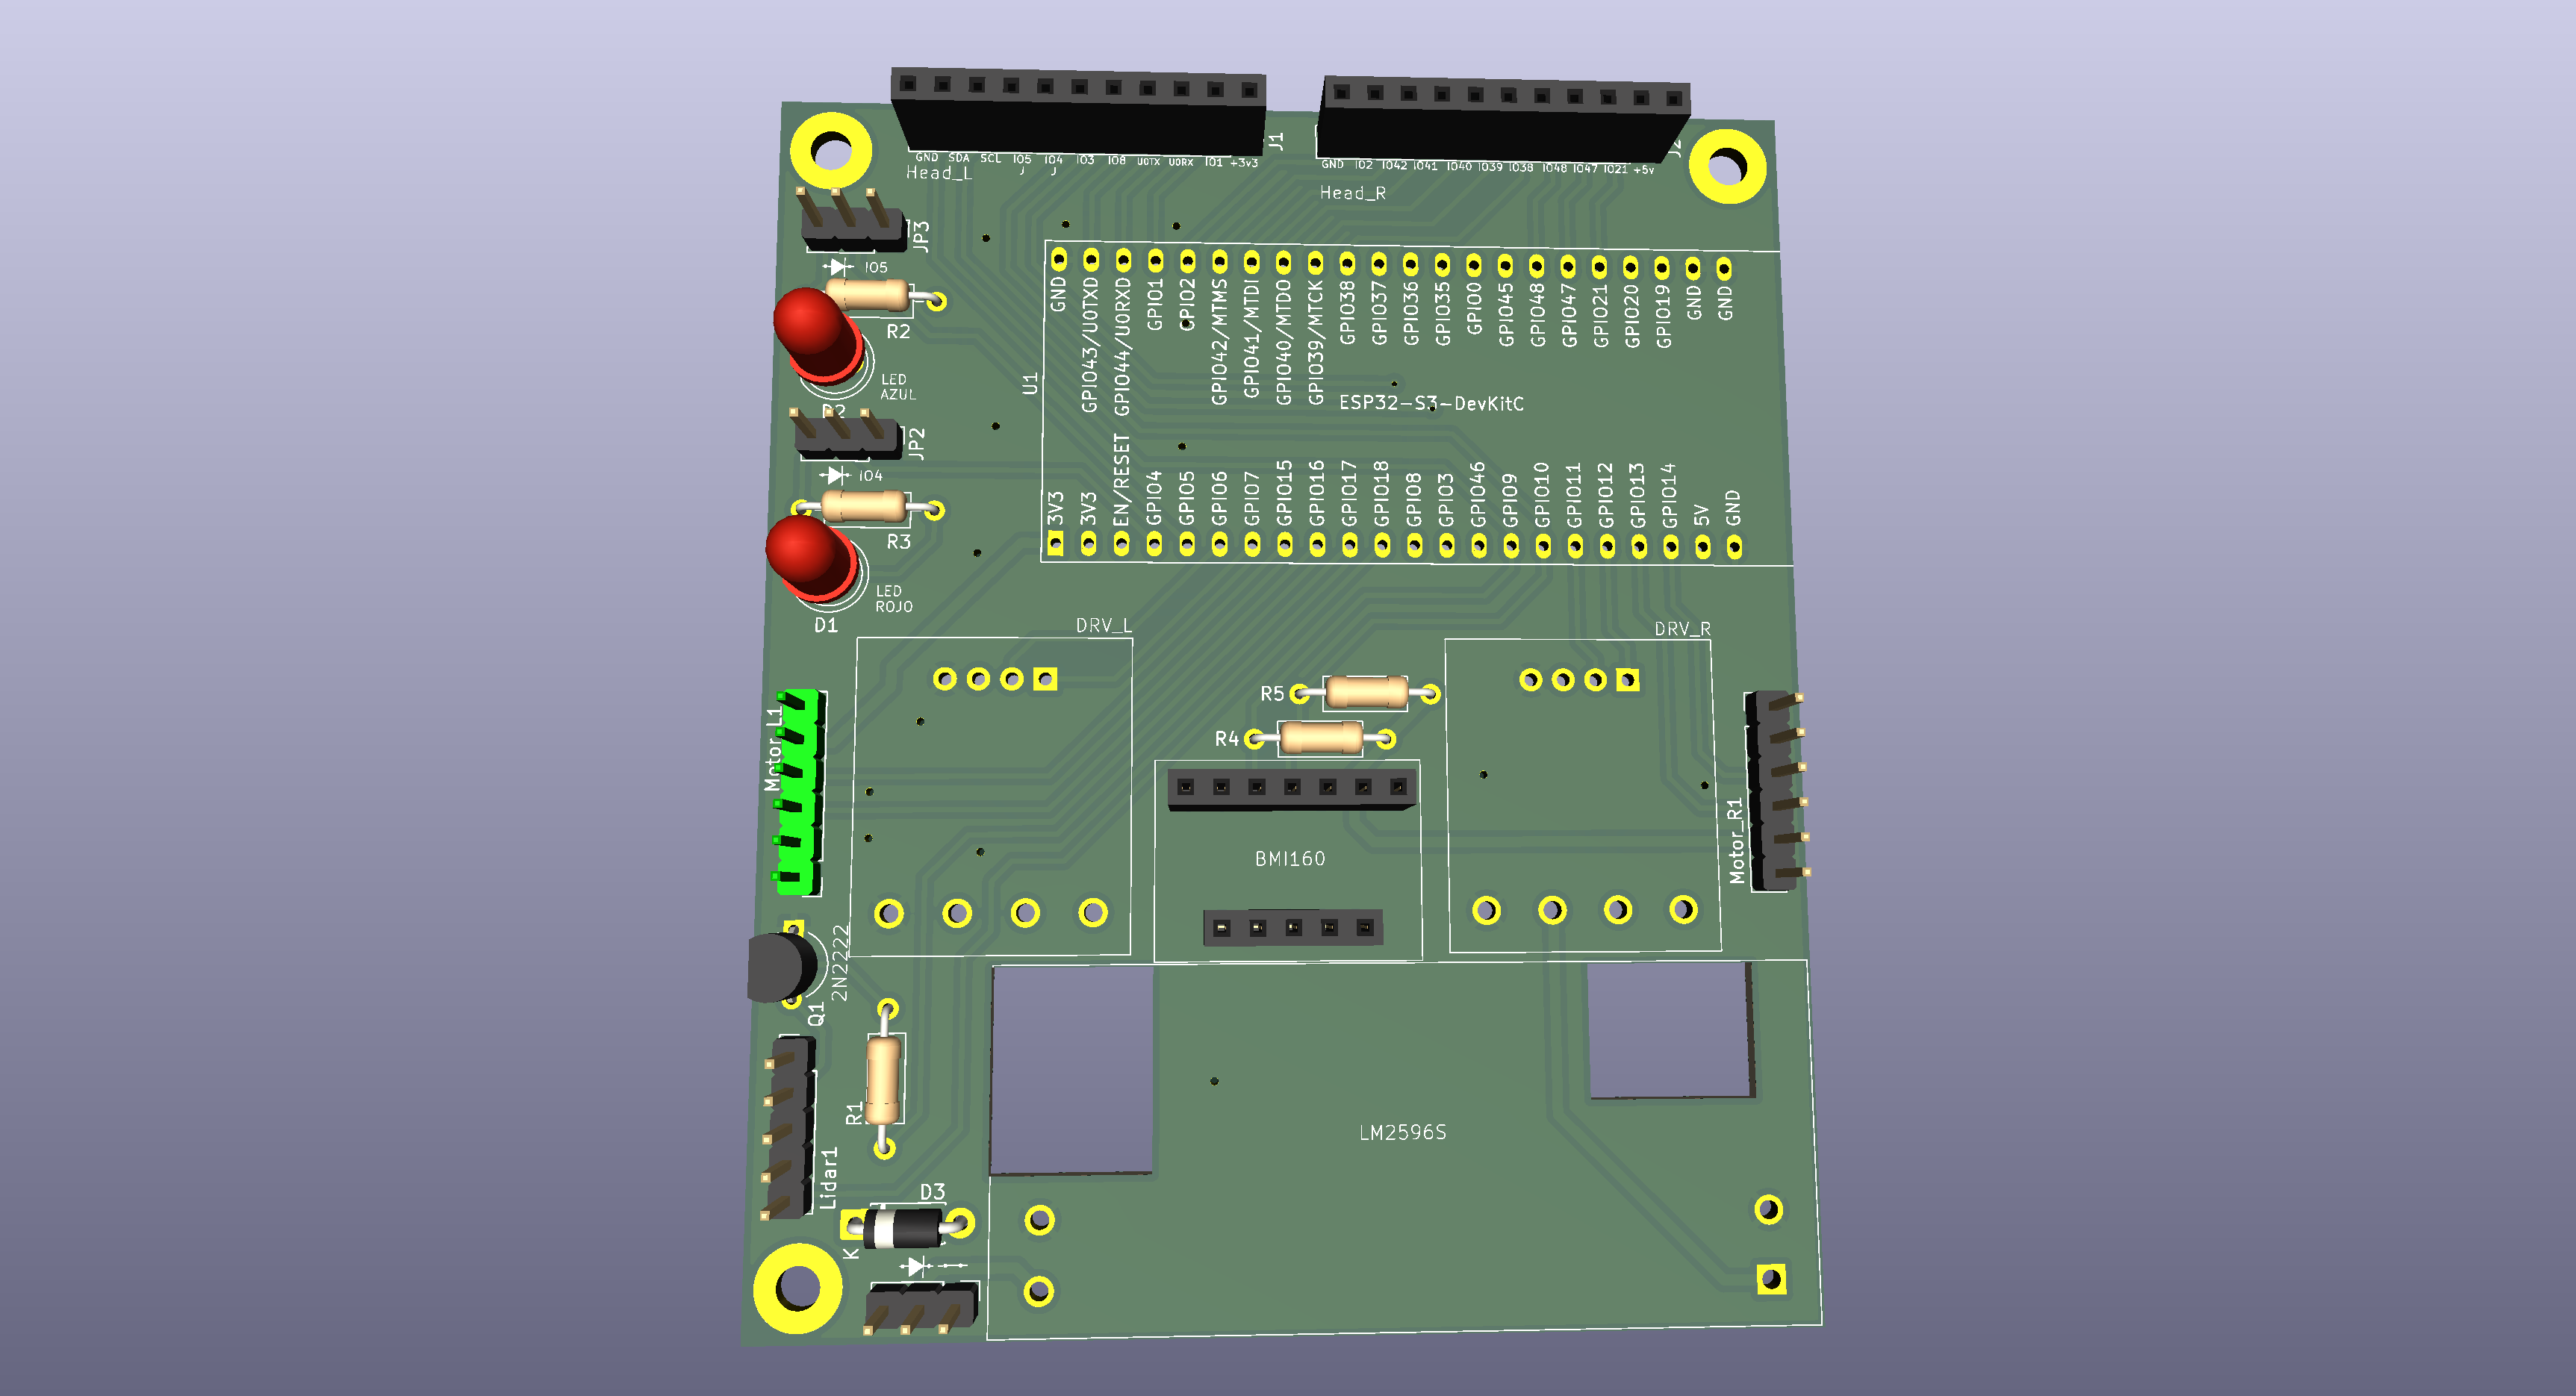 J1
GND SDA SCL IO5 IO4 IO3 IO8 U0TX U0RX IO1 +3v3
J J
Head_L
GND IO2 IO42 IO41 IO40 IO39 IO38 IO48 IO47 IO21 +5v
Head_R
JP3
IO5
R2
LED
AZUL
JP2
IO4
R3
LED
ROJO
D1
U1
GND
GPIO43/U0TXD
GPIO44/U0RXD
GPIO1
GPIO2
GPIO42/MTMS
GPIO41/MTDI
GPIO40/MTDO
GPIO39/MTCK
GPIO38
GPIO37
GPIO36
GPIO35
GPIO0
GPIO45
GPIO48
GPIO47
GPIO21
GPIO20
GPIO19
GND
GND
ESP32-S3-DevKitC
3V3
3V3
EN/RESET
GPIO4
GPIO5
GPIO6
GPIO7
GPIO15
GPIO16
GPIO17
GPIO18
GPIO8
GPIO3
GPIO46
GPIO9
GPIO10
GPIO11
GPIO12
GPIO13
GPIO14
5V
GND
DRV_L
DRV_R
R5
R4
Motor_L1
Motor_R1
BMI160
2N2222
Q1
R1
Lidar1
LM2596S
D3
K